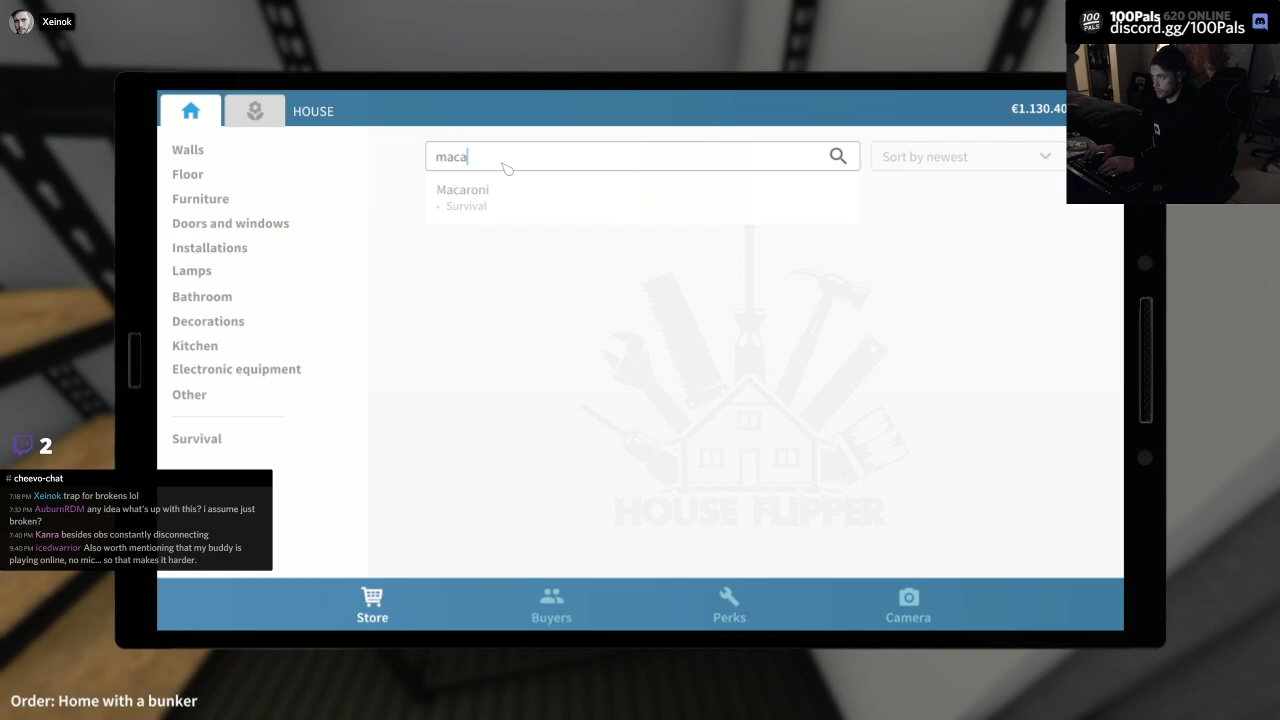 Xeinok
100Pals 620 ONLINE
discord.gg/100Pals
100
PALS
HOUSE
€1.130.40
Walls
Floor
Furniture
Doors and windows
Installations
Lamps
Bathroom
Decorations
Kitchen
Electronic equipment
Other
Survival
maca
Sort by newest
Macaroni
• Survival
HOUSE FLIPPER
2
# cheevo-chat
7:18 PM Xeinok trap for brokens lol
7:32 PM AuburnRDM any idea what's up with this? i assume just
broken?
7:40 PM Kanra besides obs constantly disconnecting
9:40 PM icedwarrior Also worth mentioning that my buddy is
playing online, no mic... so that makes it harder.
Store
Buyers
Perks
Camera
Order: Home with a bunker